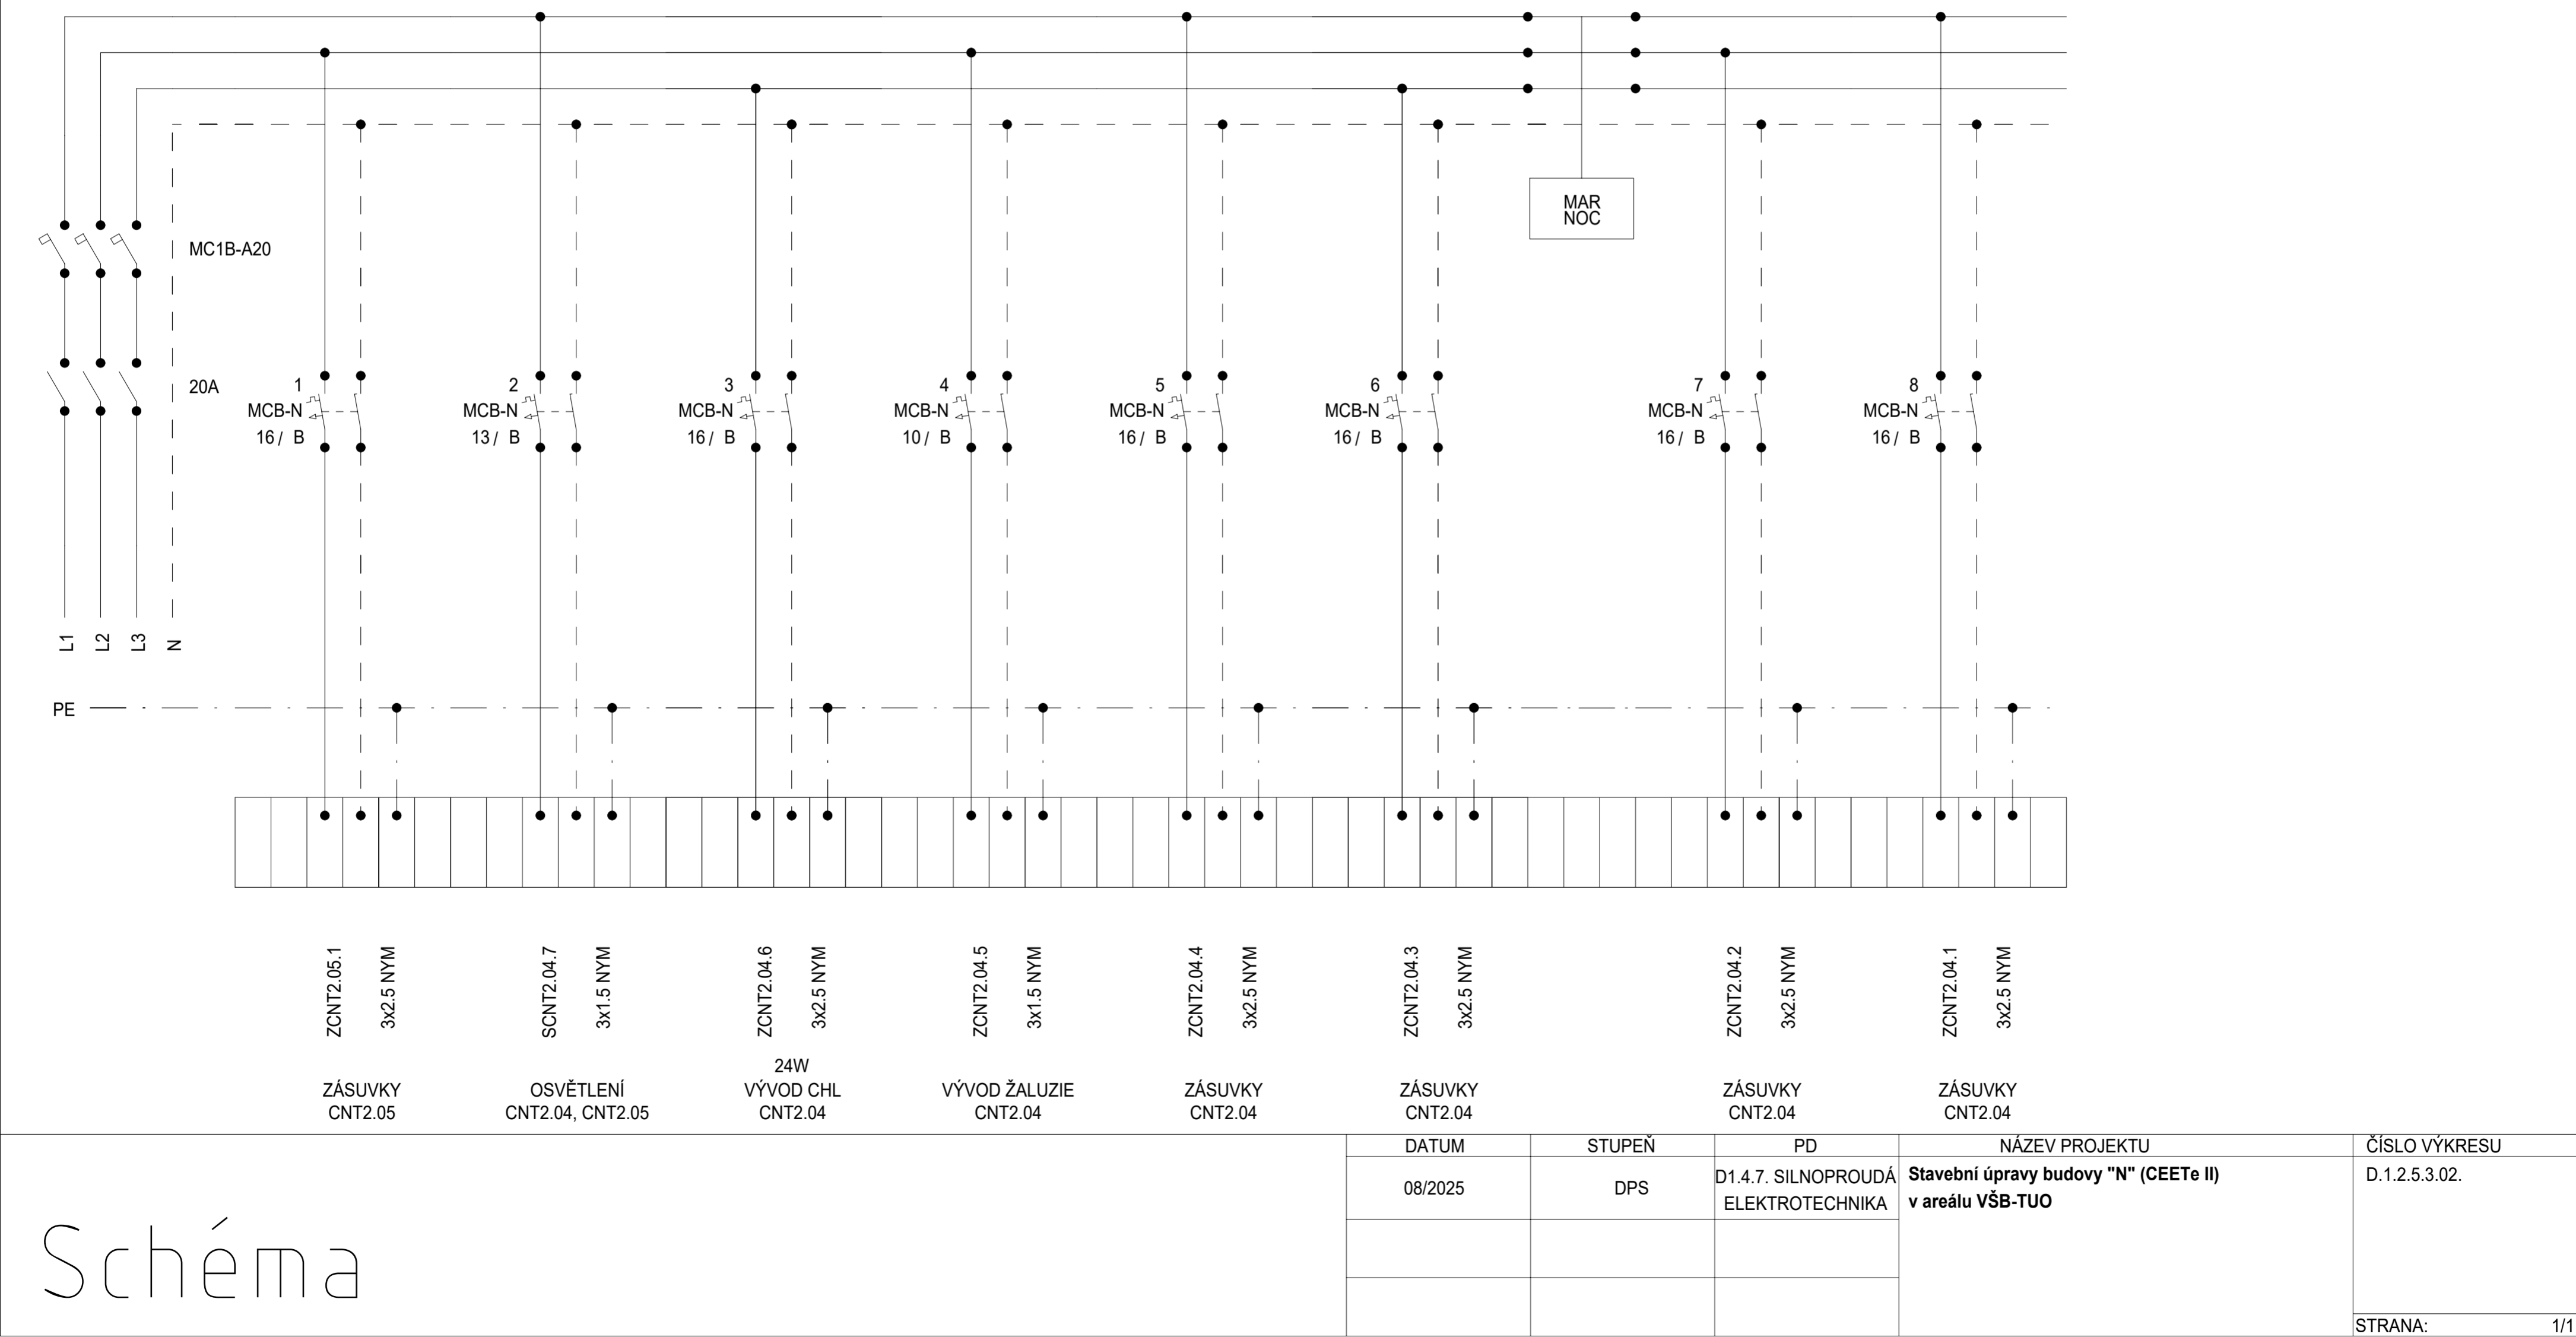 MAR
NOC
MC1B-A20
20A
1
MCB-N
16 / B
2
MCB-N
13 / B
3
MCB-N
16 / B
4
MCB-N
10 / B
5
MCB-N
16 / B
6
MCB-N
16 / B
7
MCB-N
16 / B
8
MCB-N
16 / B
L1
L2
L3
N
PE
ZCNT2.05.1
3x2.5 NYM
ZÁSUVKY
CNT2.05
SCNT2.04.7
3x1.5 NYM
OSVĚTLENÍ
CNT2.04, CNT2.05
ZCNT2.04.6
3x2.5 NYM
24W
VÝVOD CHL
CNT2.04
ZCNT2.04.5
3x1.5 NYM
VÝVOD ŽALUZIE
CNT2.04
ZCNT2.04.4
3x2.5 NYM
ZÁSUVKY
CNT2.04
ZCNT2.04.3
3x2.5 NYM
ZÁSUVKY
CNT2.04
ZCNT2.04.2
3x2.5 NYM
ZÁSUVKY
CNT2.04
ZCNT2.04.1
3x2.5 NYM
ZÁSUVKY
CNT2.04
Schéma
DATUM
08/2025
STUPEŇ
DPS
PD
D1.4.7. SILNOPROUDÁ
ELEKTROTECHNIKA
NÁZEV PROJEKTU
Stavební úpravy budovy "N" (CEETe II)
v areálu VŠB-TUO
ČÍSLO VÝKRESU
D.1.2.5.3.02.
STRANA: 1/1